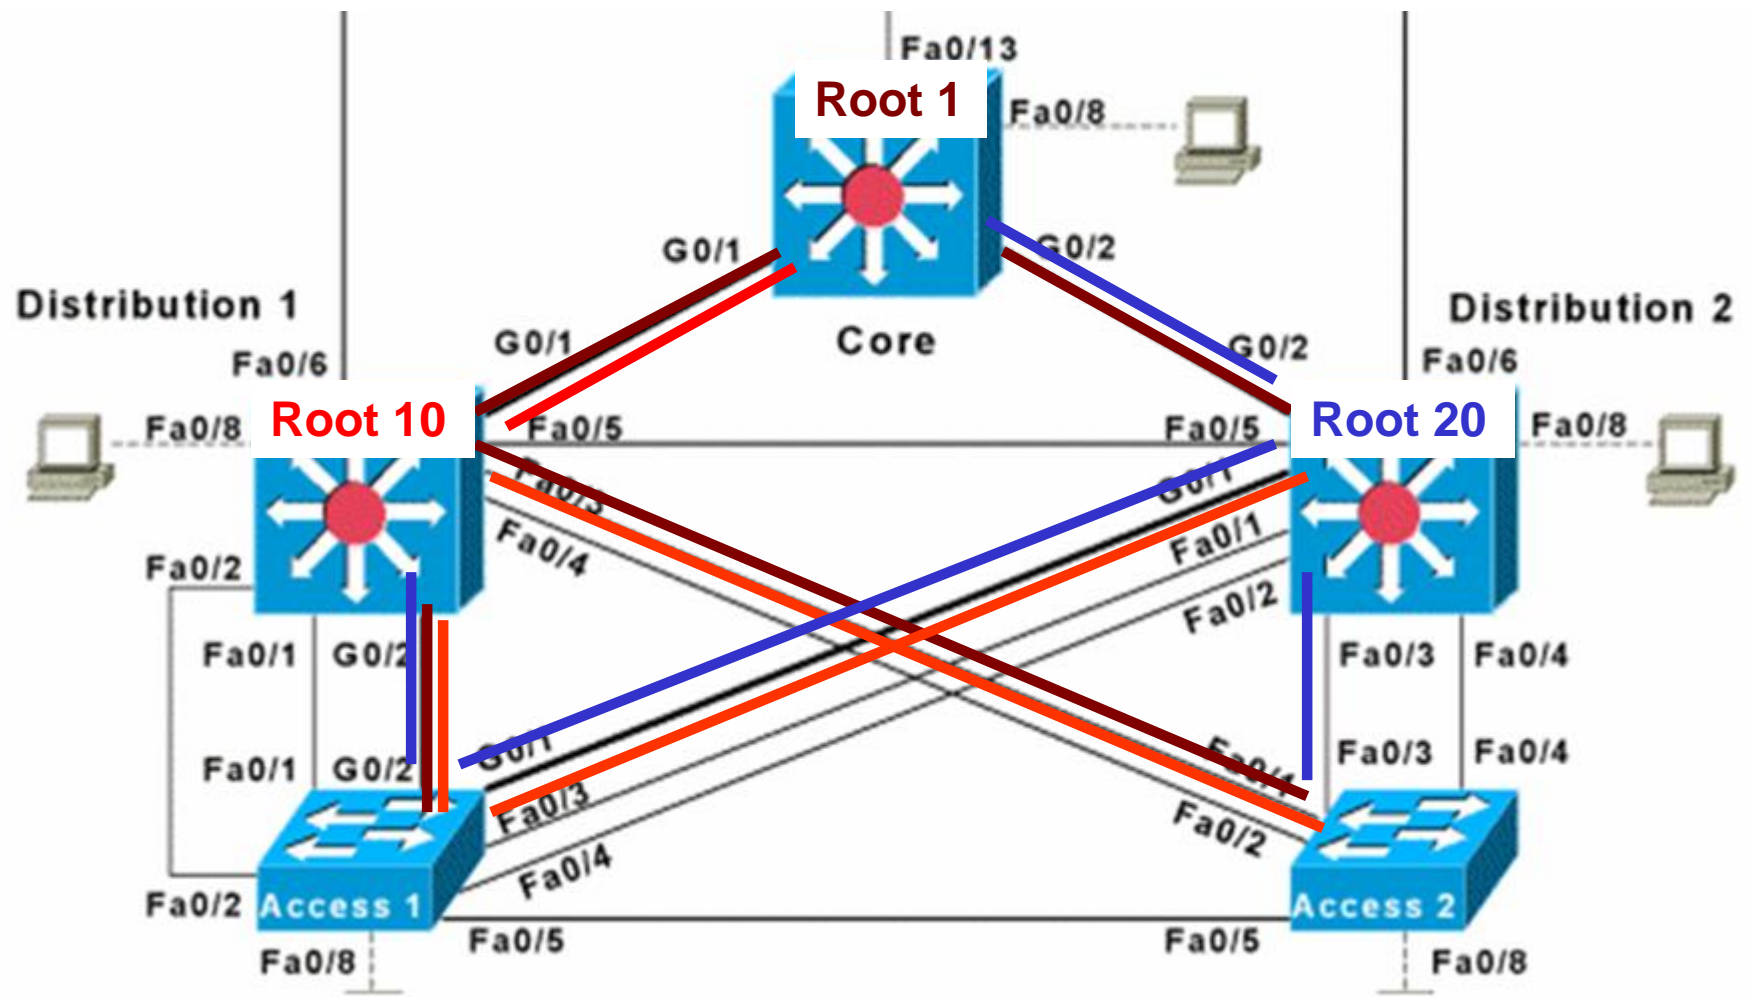 Fa0/13
Root 1
Fa0/8
G0/1
G0/2
Distribution 1
Distribution 2
G0/1
Core
G0/2
Fa0/6
Fa0/6
Fa0/8
Root 10
Fa0/5
Fa0/5
Root 20
Fa0/8
Fa0/3
G0/1
Fa0/4
Fa0/1
Fa0/2
Fa0/2
Fa0/1
G0/2
Fa0/3
Fa0/4
Fa0/1
G0/2
G0/1
Fa0/1
Fa0/3
Fa0/4
Fa0/3
Fa0/2
Fa0/4
Fa0/2
Access 1
Access 2
Fa0/5
Fa0/5
Fa0/8
Fa0/8